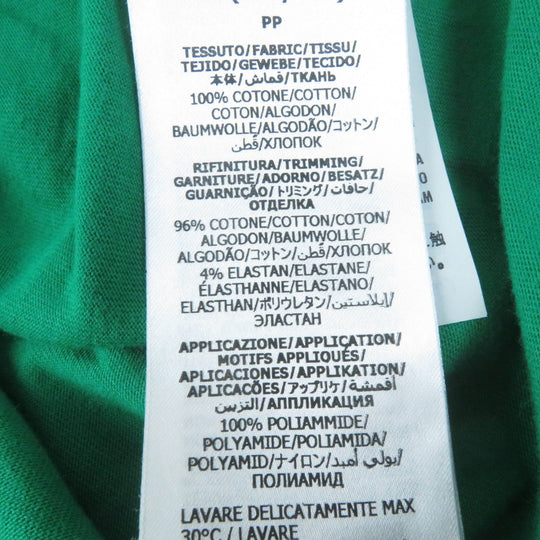 PP
TESSUTO/FABRIC/TISSU/
TEJIDO/GEWEBE/TECIDO/
本体/قماش/ТКАНЬ
100% COTONE/COTTON/
COTON/ALGODON/
BAUMWOLLE/ALGODÃO/コットン/
قطن/ХЛОПОК
RIFINITURA/TRIMMING/
GARNITURE/ADORNO/BESATZ/
GUARNIÇÃO/トリミング/حافات/
ОТДЕЛКА
96% COTONE/COTTON/COTON/
ALGODON/BAUMWOLLE/
ALGODÃO/コットン/قطن/ХЛОПОК
4% ELASTAN/ELASTANE/
ÉLASTHANNE/ELASTANO/
ELASTHAN/ポリウレタン/إيلاستين/
ЭЛАСТАН
APPLICAZIONE/APPLICATION/
MOTIFS APPLIQUÉS/
APLICACIONES/APPLIKATION/
APLICAÇÕES/アップリケ/أقمشة
التزيين/АППЛИКАЦИЯ
100% POLIAMMIDE/
POLYAMIDE/POLIAMIDA/
POLYAMID/ナイロン/بولي أميد/
ПОЛИАМИД
LAVARE DELICATAMENTE MAX
30°C/LAVARE
A
O
M
触
い。